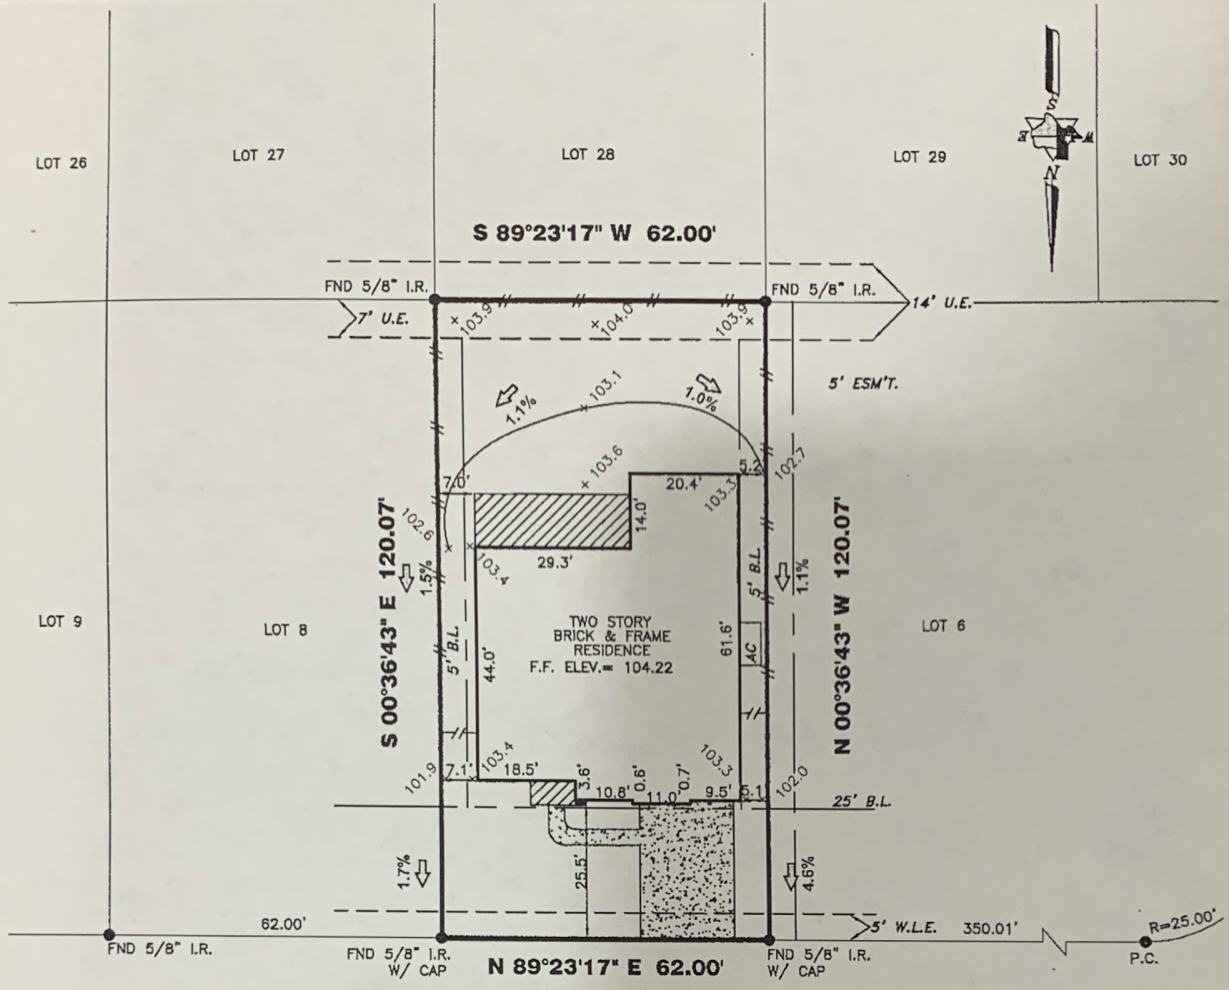 S
E W
N
LOT 26
LOT 27
LOT 28
LOT 29
LOT 30
S 89°23'17" W 62.00'
FND 5/8" I.R.
FND 5/8" I.R.
7' U.E.
14' U.E.
103.9
104.0
103.9
5' ESM'T.
1.1%
103.1
1.0%
103.6
102.7
7.0'
20.4'
103.3
14.0'
102.6
103.4
29.3'
1.5%
1.1%
S 00°36'43" E 120.07'
N 00°36'43" W 120.07'
LOT 9
LOT 8
LOT 6
5' B.L.
5' B.L.
TWO STORY
BRICK & FRAME
RESIDENCE
F.F. ELEV.= 104.22
44.0'
61.6'
AC
101.9
7.1'
103.4
18.5'
3.6'
10.8'
0.6'
11.0'
0.7'
9.5'
103.3
5.1'
102.0
25' B.L.
1.7%
25.5'
4.6%
5' W.L.E. 350.01'
R=25.00'
P.C.
62.00'
FND 5/8" I.R.
FND 5/8" I.R.
W/ CAP
N 89°23'17" E 62.00'
FND 5/8" I.R.
W/ CAP